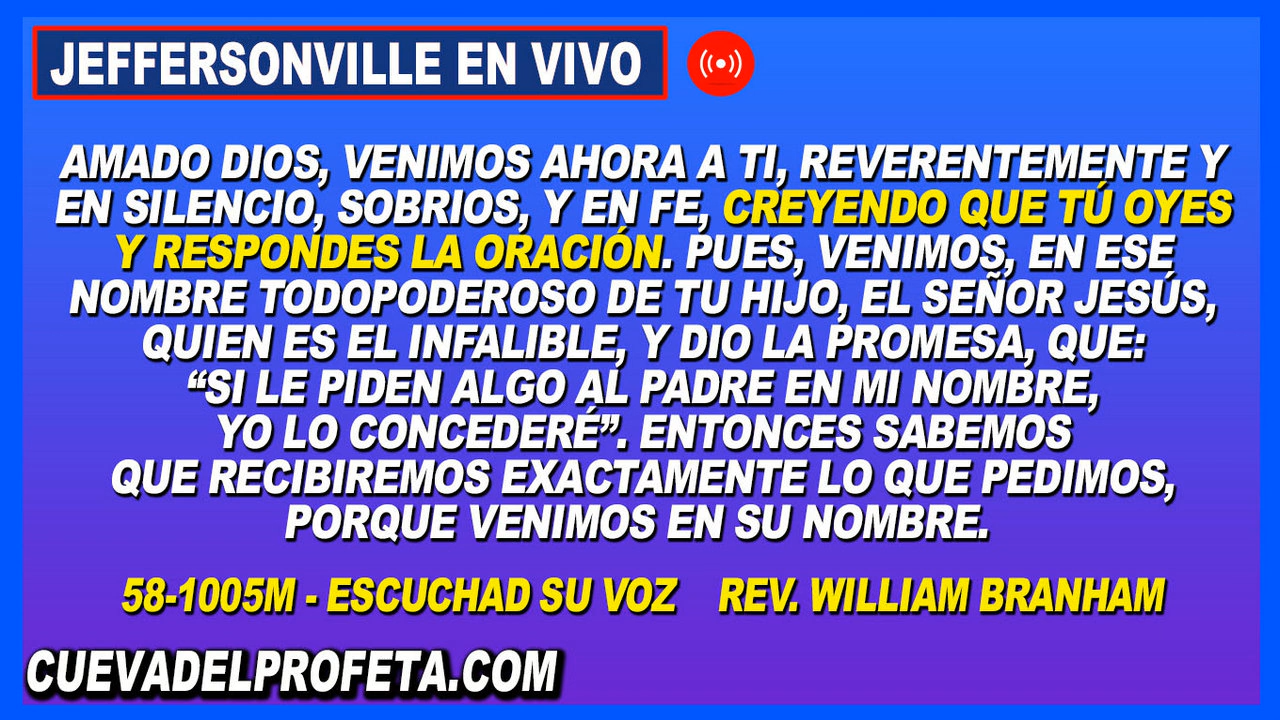 JEFFERSONVILLE EN VIVO
AMADO DIOS, VENIMOS AHORA A TI, REVERENTEMENTE Y
EN SILENCIO, SOBRIOS, Y EN FE, CREYENDO QUE TÚ OYES
Y RESPONDES LA ORACIÓN. PUES, VENIMOS, EN ESE
NOMBRE TODOPODEROSO DE TU HIJO, EL SEÑOR JESÚS,
QUIEN ES EL INFALIBLE, Y DIO LA PROMESA, QUE:
“SI LE PIDEN ALGO AL PADRE EN MI NOMBRE,
YO LO CONCEDERÉ”. ENTONCES SABEMOS
QUE RECIBIREMOS EXACTAMENTE LO QUE PEDIMOS,
PORQUE VENIMOS EN SU NOMBRE.
58-1005M - ESCUCHAD SU VOZ REV. WILLIAM BRANHAM
CUEVADELPROFETA.COM